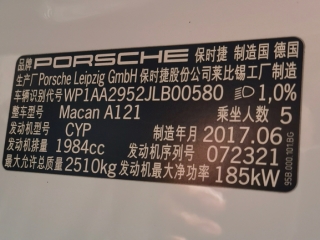 品牌 PORSCHE 保时捷 制造国 德国
生产厂 Porsche Leipzig GmbH 保时捷股份公司莱比锡工厂制造
车辆识别代号 WP1AA2952JLB00580 1,0%
整车型号 Macan A121 乘坐人数 5
发动机型号 CYP 制造年月 2017.06
发动机排量 1984cc 发动机序列号 072321
最大允许总质量 2510kg 发动机最大净功率 185kW
95B.000.101.BG